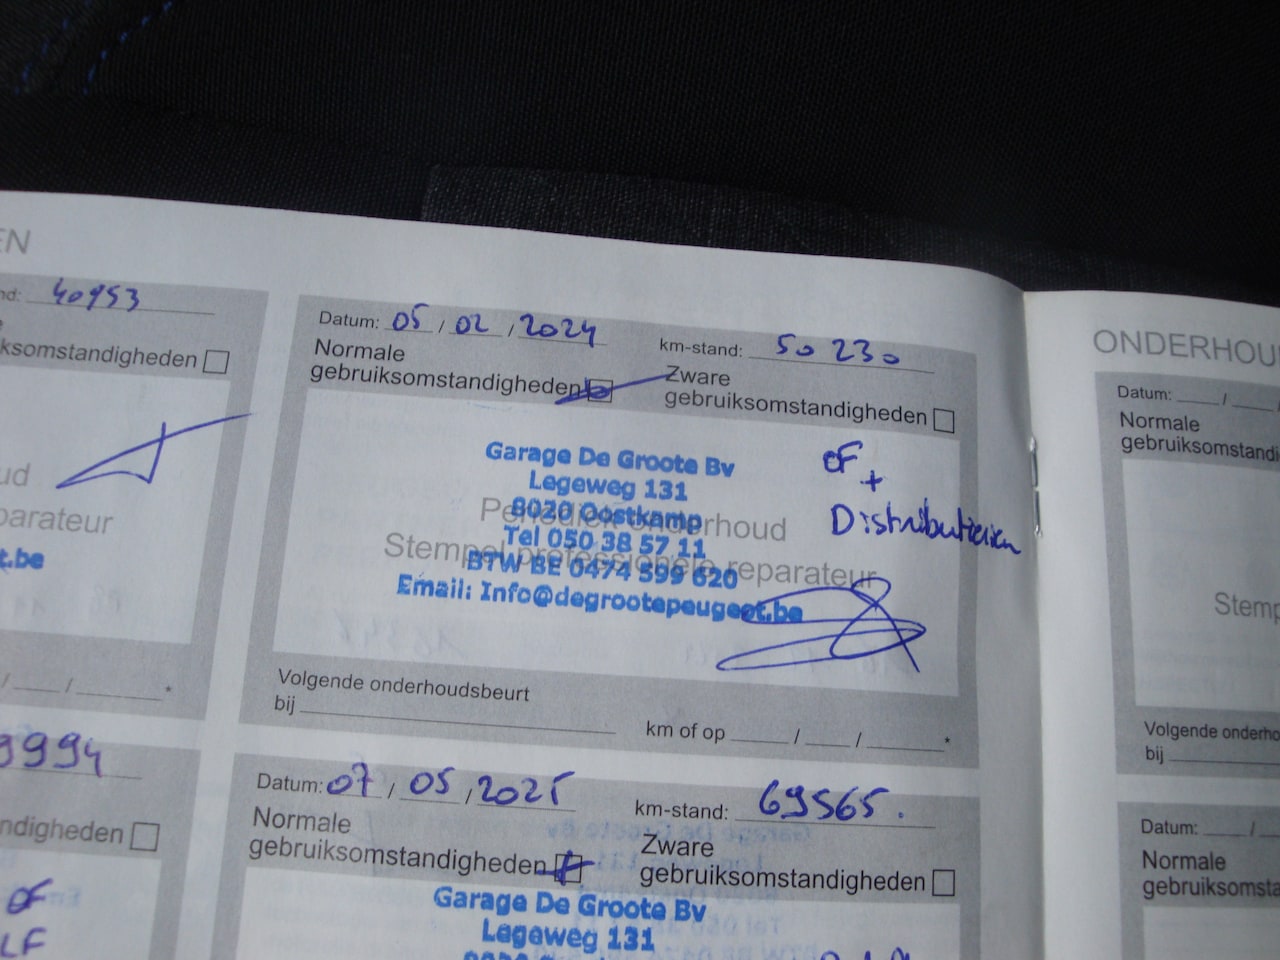 EN
nd: 40953
ksomstandigheden
ud
parateur
t.be
/ / *
9994
ndigheden
OF
LF
Datum: 05 / 02 / 2024 km-stand: 50 230
Normale
gebruiksomstandigheden
Zware
gebruiksomstandigheden
Garage De Groote Bv
Legeweg 131
8020 Oostkamp
Tel 050 38 57 11
BTW BE 0474 599 620
Email: Info@degrootepeugeot.be
Periodiek onderhoud
Stempel professionele reparateur
OF
+
Distributieriem
Volgende onderhoudsbeurt
bij km of op / / *
Datum: 07 / 05 / 2025 km-stand: 69565.
Normale
gebruiksomstandigheden
Zware
gebruiksomstandigheden
Garage De Groote Bv
Legeweg 131
ONDERHOU
Datum: / /
Normale
gebruiksomstandi
Stemp
Volgende onderho
bij
Datum: /
Normale
gebruiksomsta